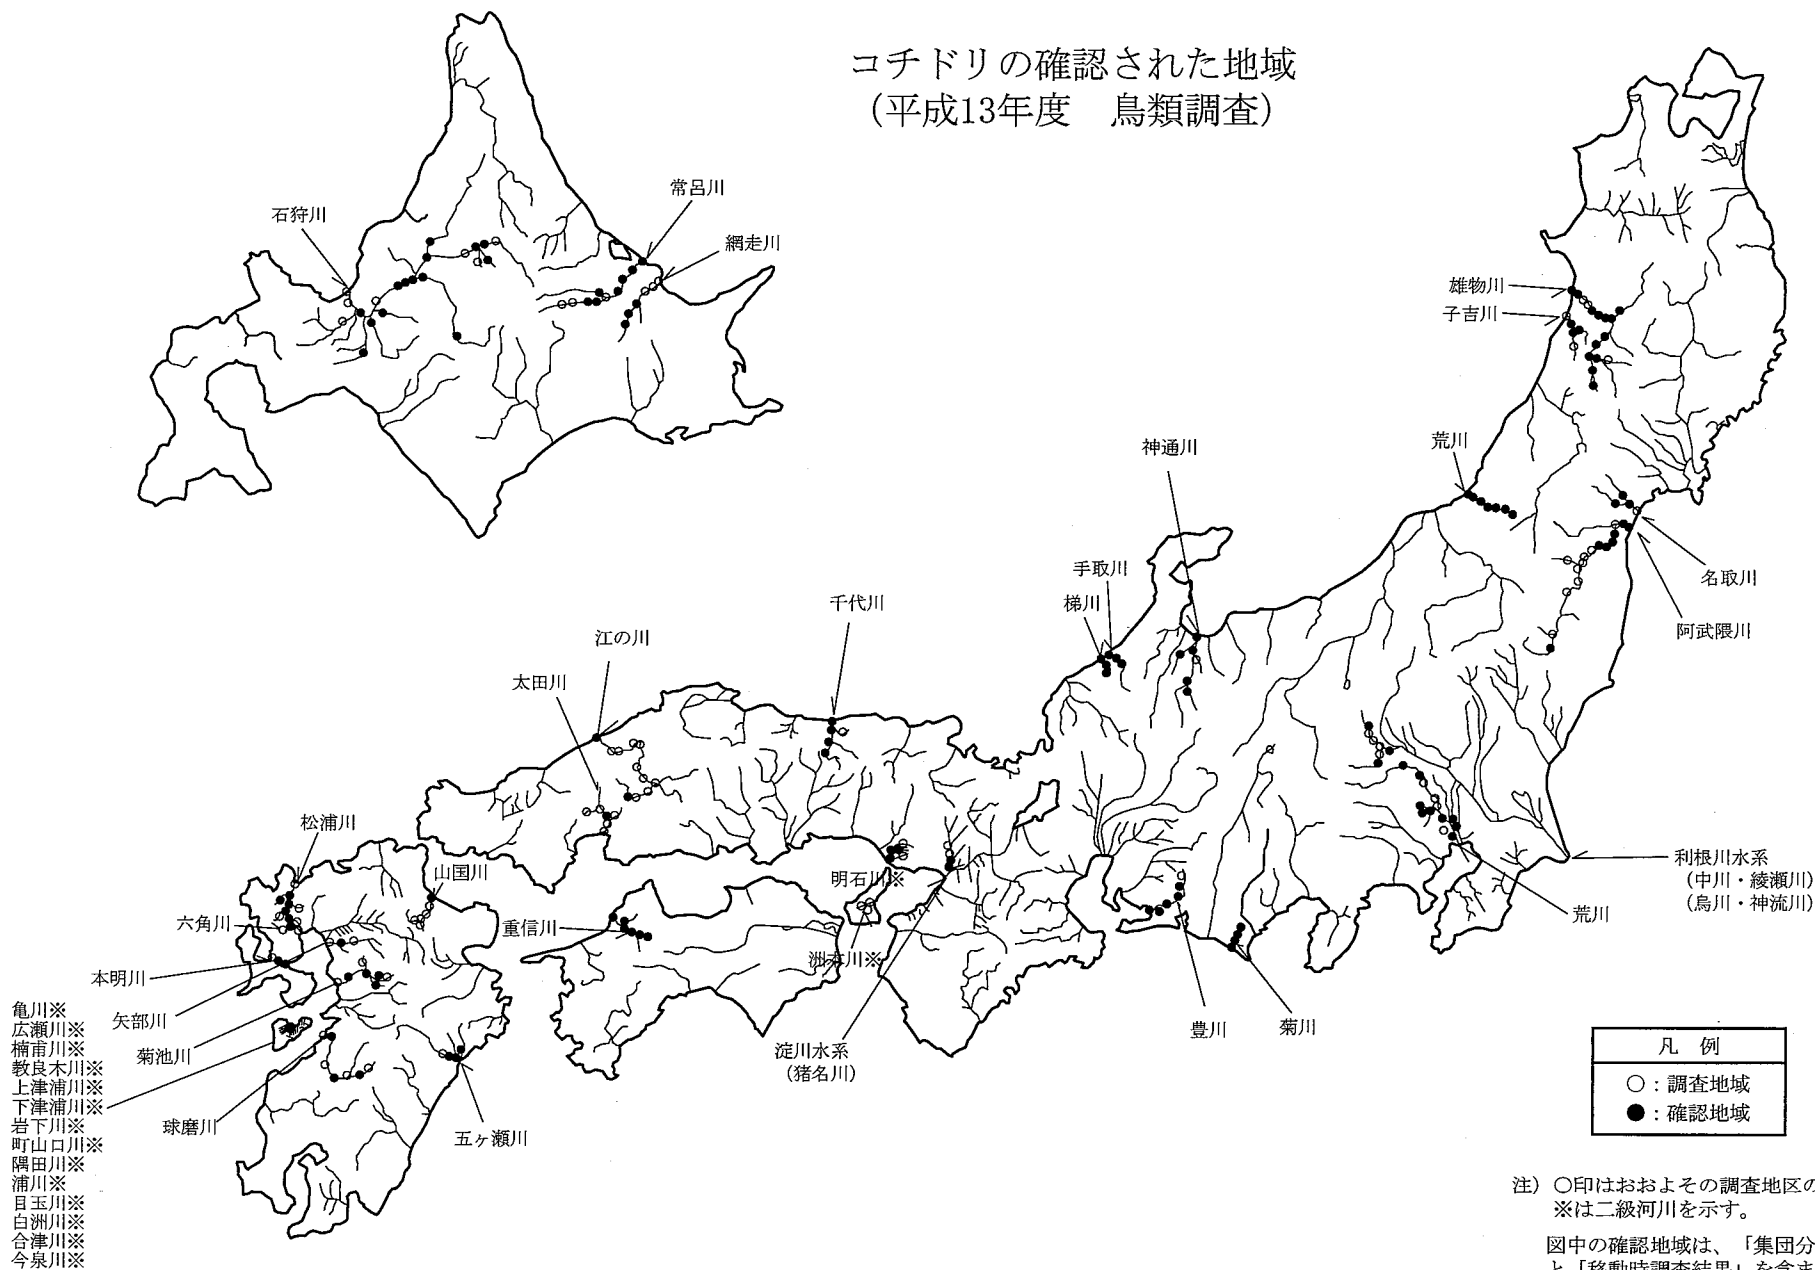 コチドリの確認された地域
(平成13年度　鳥類調査)
常呂川
石狩川
網走川
雄物川
子吉川
荒川
神通川
手取川
梯川
名取川
阿武隈川
千代川
江の川
太田川
松浦川
山国川
明石川※
六角川
重信川
洲本川※
利根川水系
(中川・綾瀬川)
(烏川・神流川)
荒川
本明川
矢部川
菊池川
豊川
菊川
淀川水系
(猪名川)
球磨川
五ヶ瀬川
亀川※
広瀬川※
楠甫川※
教良木川※
上津浦川※
下津浦川※
岩下川※
町山口川※
隅田川※
浦川※
目玉川※
白洲川※
合津川※
今泉川※
凡　例
○：調査地域
●：確認地域
注）○印はおおよその調査地区の
※は二級河川を示す。
図中の確認地域は、「集団分
と「移動時調査結果」を含ま